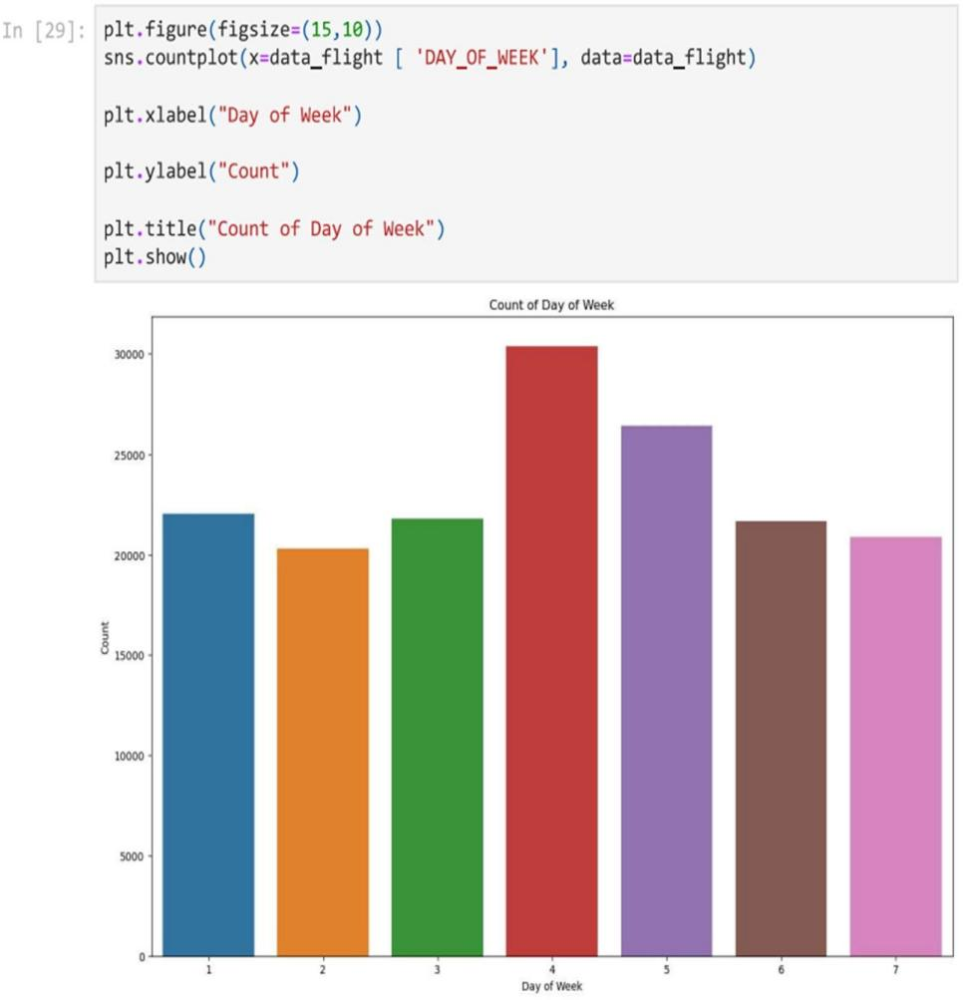 In [29]: plt.figure(figsize=(15,10))
sns.countplot(x=data_flight [ 'DAY_OF_WEEK'], data=data_flight)
plt.xlabel("Day of Week")
plt.ylabel("Count")
plt.title("Count of Day of Week")
plt.show()
Count of Day of Week
30000
25000
20000
15000
10000
5000
0
Count
1 2 3 4 5 6 7
Day of Week